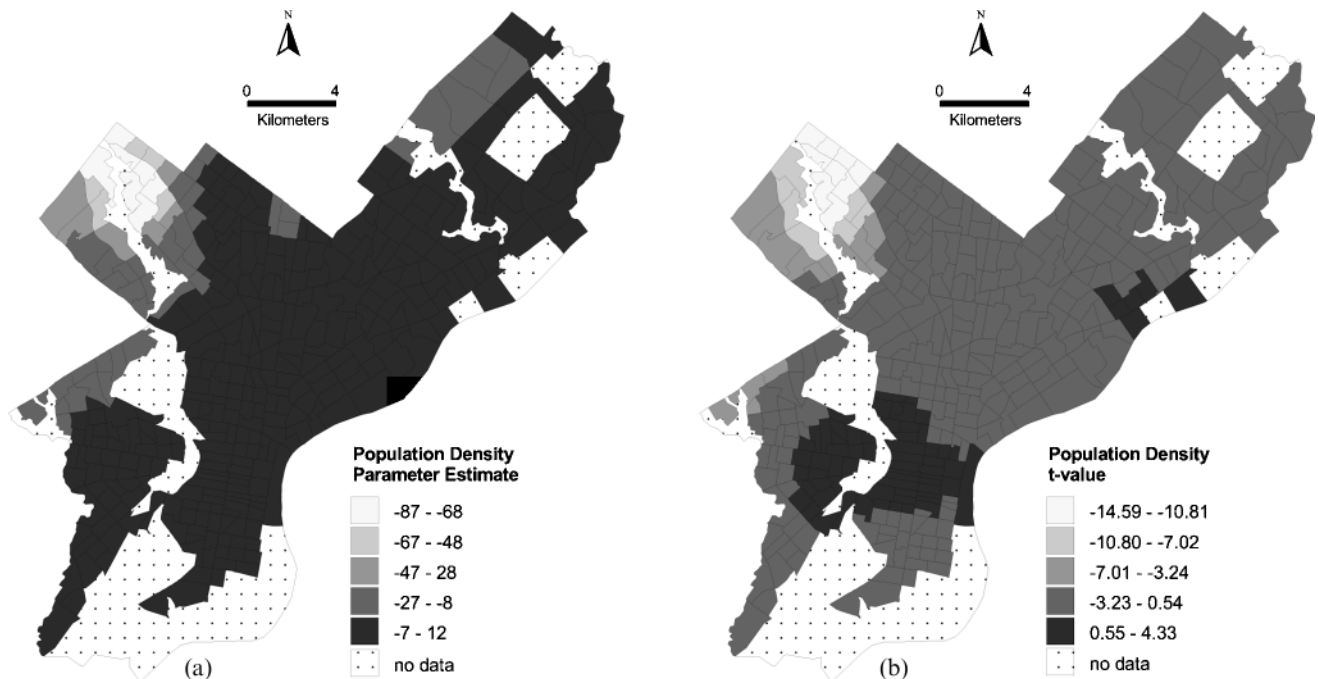 N
0 4
Kilometers
Population Density
Parameter Estimate
-87 - -68
-67 - -48
-47 - 28
-27 - -8
-7 - 12
no data
(a)
N
0 4
Kilometers
Population Density
t-value
-14.59 - -10.81
-10.80 - -7.02
-7.01 - -3.24
-3.23 - 0.54
0.55 - 4.33
no data
(b)